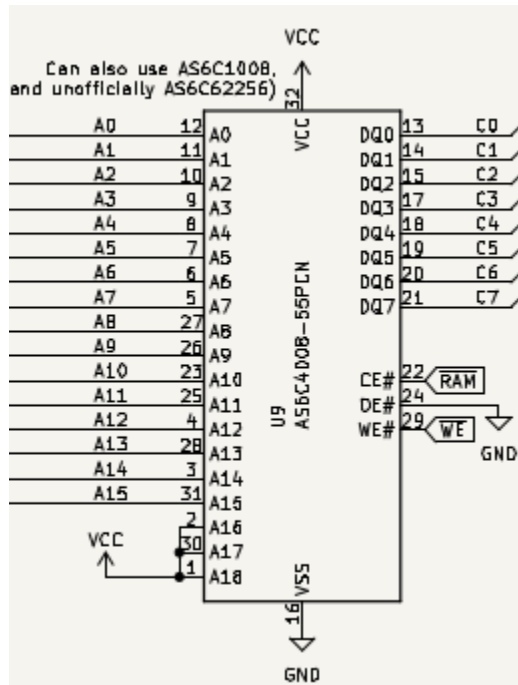 VCC
Can also use AS6C1008,
and unofficially AS6C62256)
32 VCC
A0 12 A0 DQ0 13 C0
A1 11 A1 DQ1 14 C1
A2 10 A2 DQ2 15 C2
A3 9 A3 DQ3 17 C3
A4 8 A4 DQ4 18 C4
A5 7 A5 DQ5 19 C5
A6 6 A6 DQ6 20 C6
A7 5 A7 DQ7 21 C7
A8 27 A8
A9 26 A9
A10 23 A10 CE# 22 RAM
A11 25 A11 OE# 24
A12 4 A12 WE# 29 WE
A13 28 A13 GND
A14 3 A14
A15 31 A15
2 A16
VCC 30 A17
1 A18
U9
AS6C4008-55PCN
16 VSS
GND